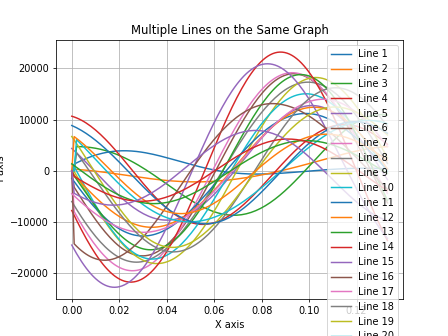 Multiple Lines on the Same Graph
20000
10000
0
−10000
−20000
0.00
0.02
0.04
0.06
0.08
0.10
X axis
Line 1
Line 2
Line 3
Line 4
Line 5
Line 6
Line 7
Line 8
Line 9
Line 10
Line 11
Line 12
Line 13
Line 14
Line 15
Line 16
Line 17
Line 18
Line 19
Line 20